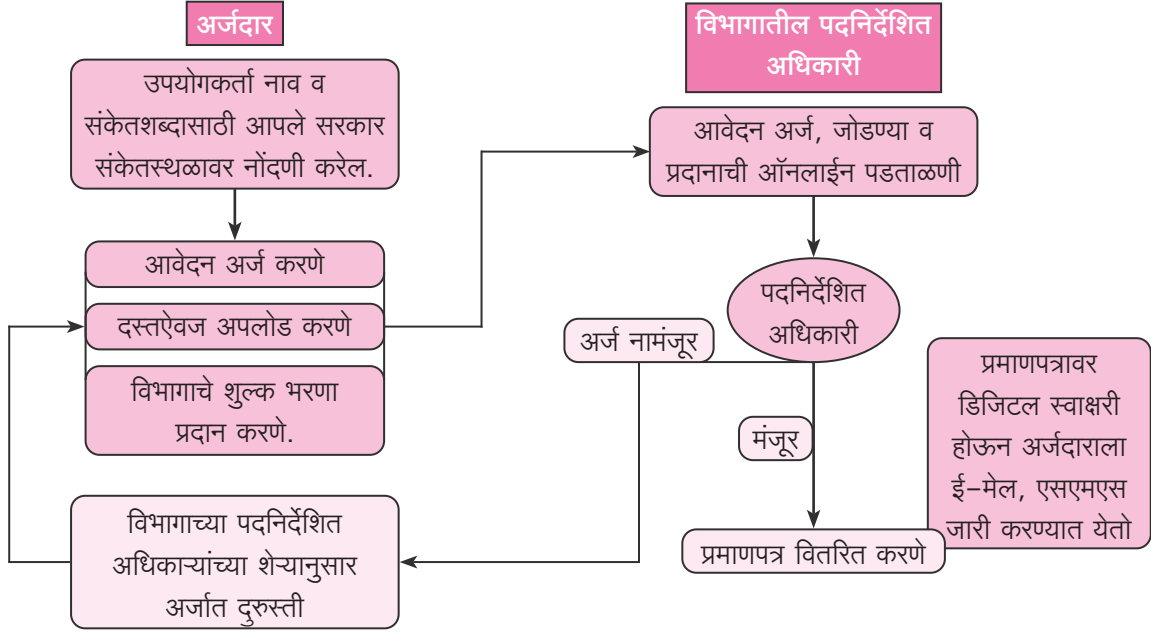 अर्जदार
उपयोगकर्ता नाव व
संकेतशब्दासाठी आपले सरकार
संकेतस्थळावर नोंदणी करेल.
आवेदन अर्ज करणे
दस्तऐवज अपलोड करणे
विभागाचे शुल्क भरणा
प्रदान करणे.
विभागाच्या पदनिर्देशित
अधिकाऱ्यांच्या शेऱ्यानुसार
अर्जात दुरुस्ती
विभागातील पदनिर्देशित
अधिकारी
आवेदन अर्ज, जोडण्या व
प्रदानाची ऑनलाईन पडताळणी
पदनिर्देशित
अधिकारी
अर्ज नामंजूर
मंजूर
प्रमाणपत्र वितरित करणे
प्रमाणपत्रावर
डिजिटल स्वाक्षरी
होऊन अर्जदाराला
ई–मेल, एसएमएस
जारी करण्यात येतो